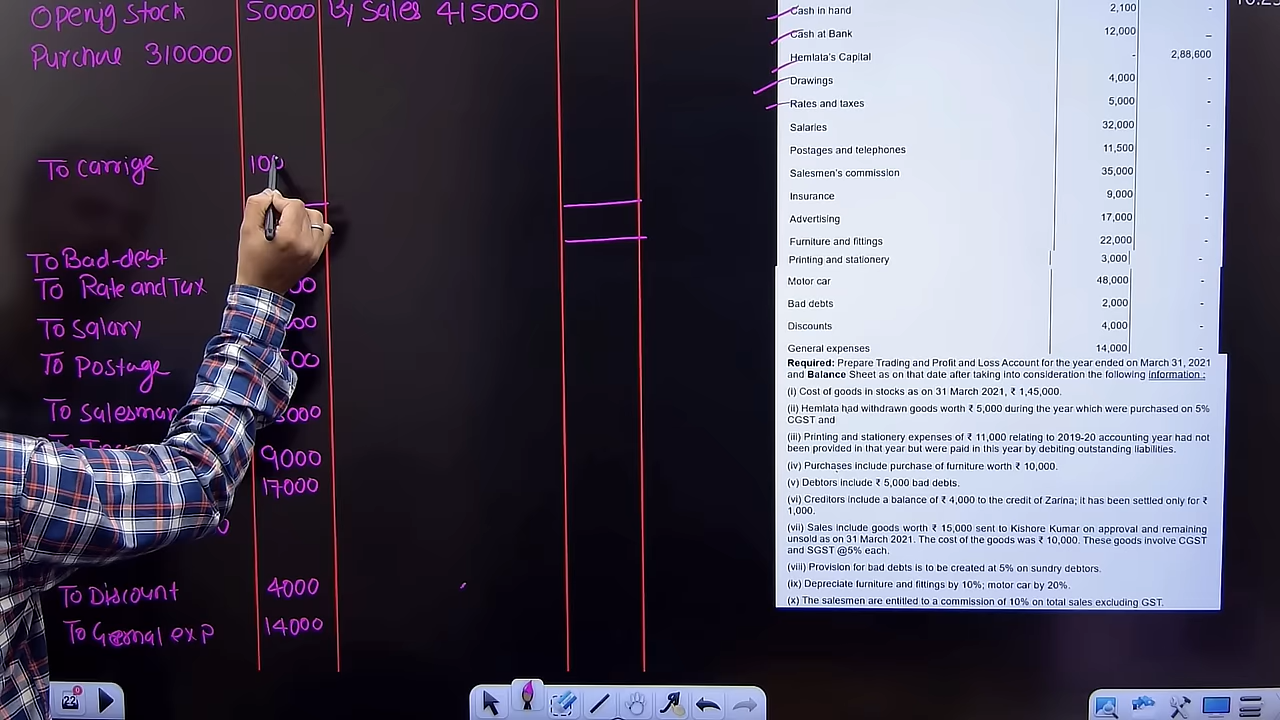 Openjg stock 50000 By Sales 415000
Purchae 310000
To Carrige 100
To Bad-debt
To Rate and Tax 00
To Salary 00
To Postage 500
To Salesman 5000
9000
17000
To Discount 4000
To Gernal exp 14000
Cash in hand 2,100 -
Cash at Bank 12,000 –
Hemlata's Capital - 2,88,600
Drawings 4,000 -
Rates and taxes 5,000 -
Salaries 32,000 -
Postages and telephones 11,500 -
Salesmen's commission 35,000 -
Insurance 9,000 -
Advertising 17,000 -
Furniture and fittings 22,000 -
Printing and stationery 3,000 -
Motor car 48,000 -
Bad debts 2,000 -
Discounts 4,000 -
General expenses 14,000 -
Required: Prepare Trading and Profit and Loss Account for the year ended on March 31, 2021
and Balance Sheet as on that date after taking into consideration the following information :
(i) Cost of goods in stocks as on 31 March 2021, ₹ 1,45,000.
(ii) Hemlata had withdrawn goods worth ₹ 5,000 during the year which were purchased on 5%
CGST and
(iii) Printing and stationery expenses of ₹ 11,000 relating to 2019-20 accounting year had not
been provided in that year but were paid in this year by debiting outstanding liabilities.
(iv) Purchases include purchase of furniture worth ₹ 10,000.
(v) Debtors include ₹ 5,000 bad debts.
(vi) Creditors include a balance of ₹ 4,000 to the credit of Zarina; it has been settled only for ₹
1,000.
(vii) Sales include goods worth ₹ 15,000 sent to Kishore Kumar on approval and remaining
unsold as on 31 March 2021. The cost of the goods was ₹ 10,000. These goods involve CGST
and SGST @5% each.
(viii) Provision for bad debts is to be created at 5% on sundry debtors.
(ix) Depreciate furniture and fittings by 10%; motor car by 20%.
(x) The salesmen are entitled to a commission of 10% on total sales excluding GST.
22